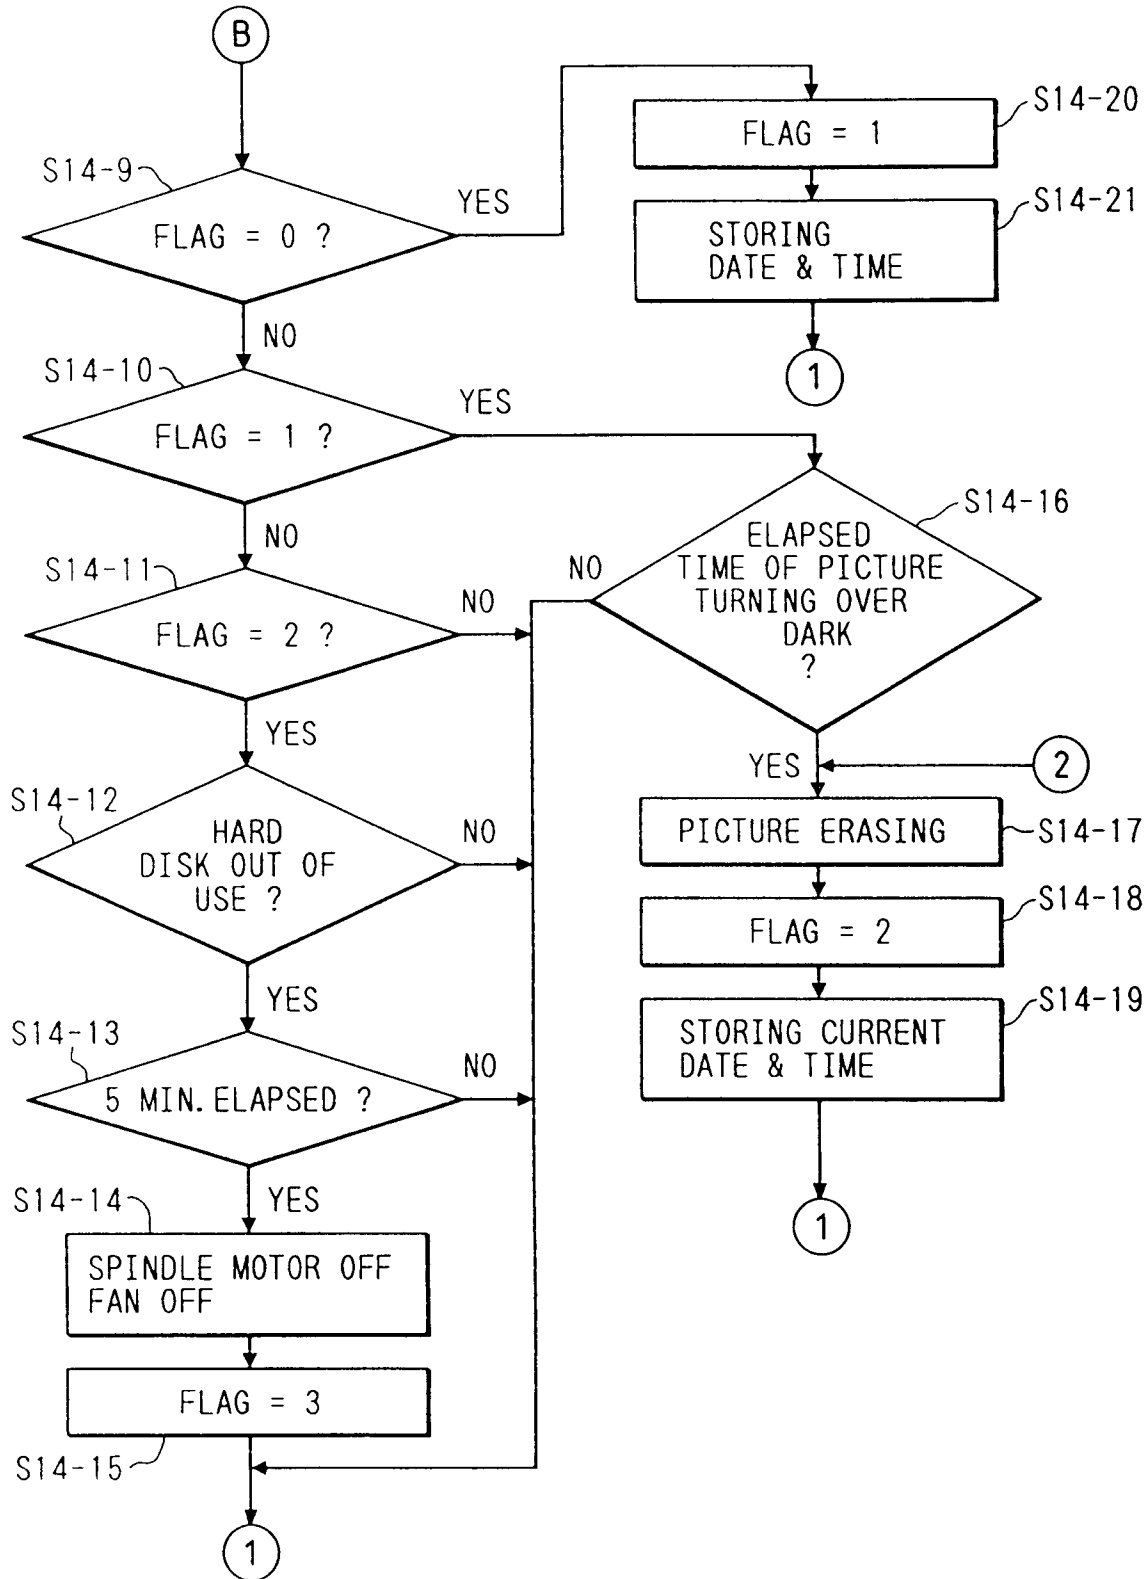 B
S14-9
FLAG = 0 ?
YES
NO
FLAG = 1
S14-20
STORING
DATE & TIME
S14-21
1
S14-10
FLAG = 1 ?
YES
NO
S14-16
ELAPSED
TIME OF PICTURE
TURNING OVER
DARK
?
NO
YES
2
S14-11
FLAG = 2 ?
NO
YES
S14-12
HARD
DISK OUT OF
USE ?
NO
YES
PICTURE ERASING
S14-17
FLAG = 2
S14-18
STORING CURRENT
DATE & TIME
S14-19
1
S14-13
5 MIN. ELAPSED ?
NO
YES
S14-14
SPINDLE MOTOR OFF
FAN OFF
FLAG = 3
S14-15
1